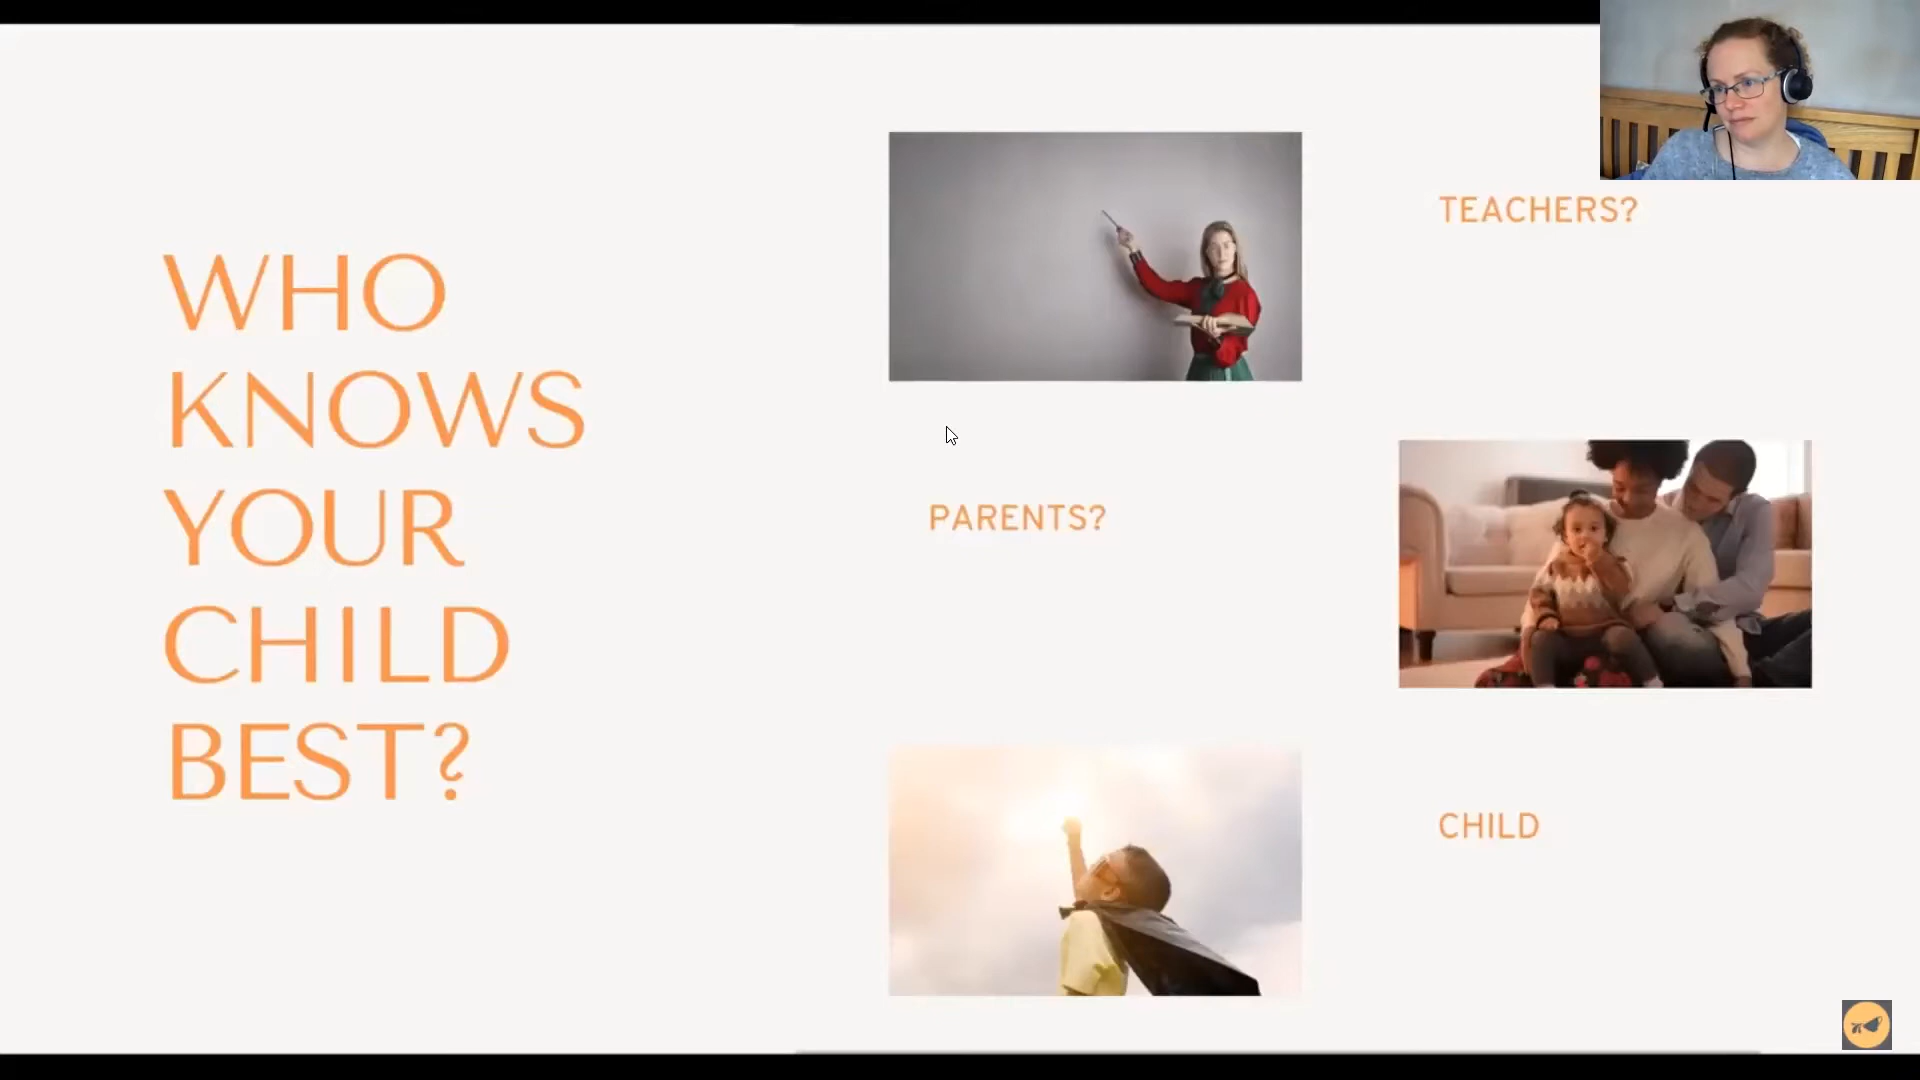 WHO
KNOWS
YOUR
CHILD
BEST?
TEACHERS?
PARENTS?
CHILD